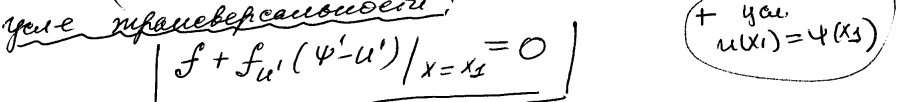 усл-е трансверсальности:
f + f_{u'} (ψ' - u') |_{x = x_1} = 0
+ усл.
u(x_1) = ψ(x_1)